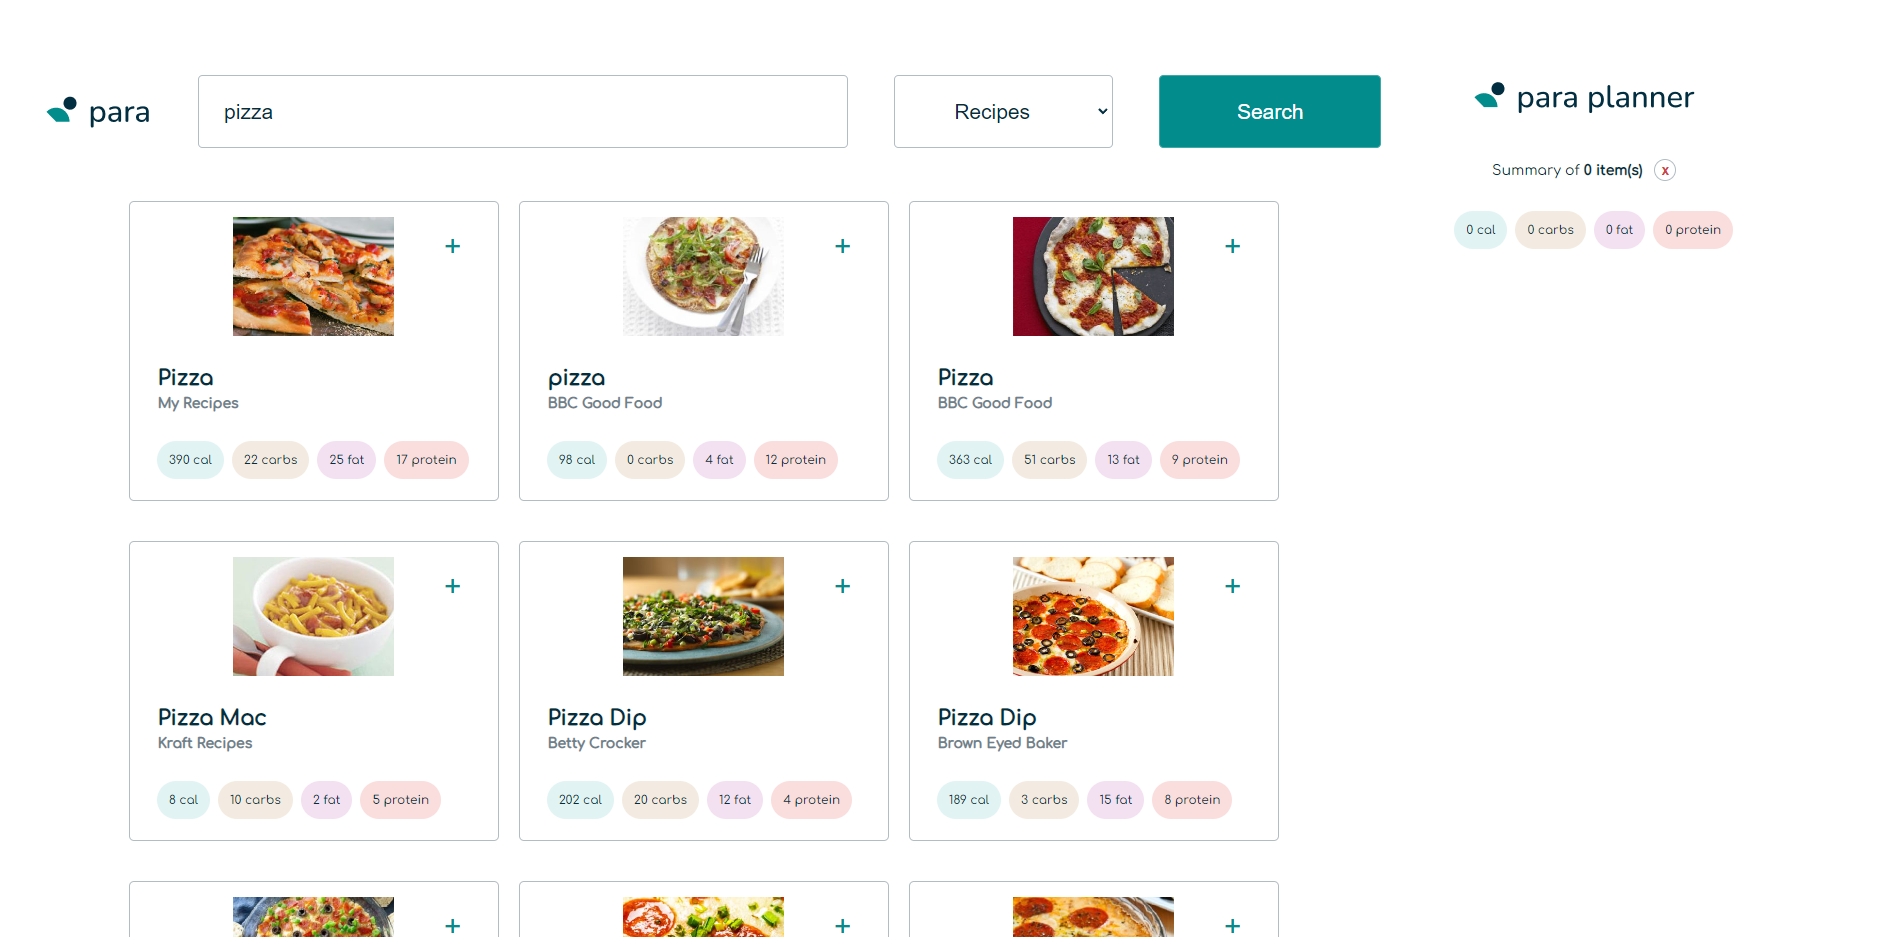 para
pizza
Recipes
Search
para planner
Summary of 0 item(s) x
0 cal 0 carbs 0 fat 0 protein
+
Pizza
My Recipes
390 cal 22 carbs 25 fat 17 protein
+
pizza
BBC Good Food
98 cal 0 carbs 4 fat 12 protein
+
Pizza
BBC Good Food
363 cal 51 carbs 13 fat 9 protein
+
Pizza Mac
Kraft Recipes
8 cal 10 carbs 2 fat 5 protein
+
Pizza Dip
Betty Crocker
202 cal 20 carbs 12 fat 4 protein
+
Pizza Dip
Brown Eyed Baker
189 cal 3 carbs 15 fat 8 protein
+
+
+